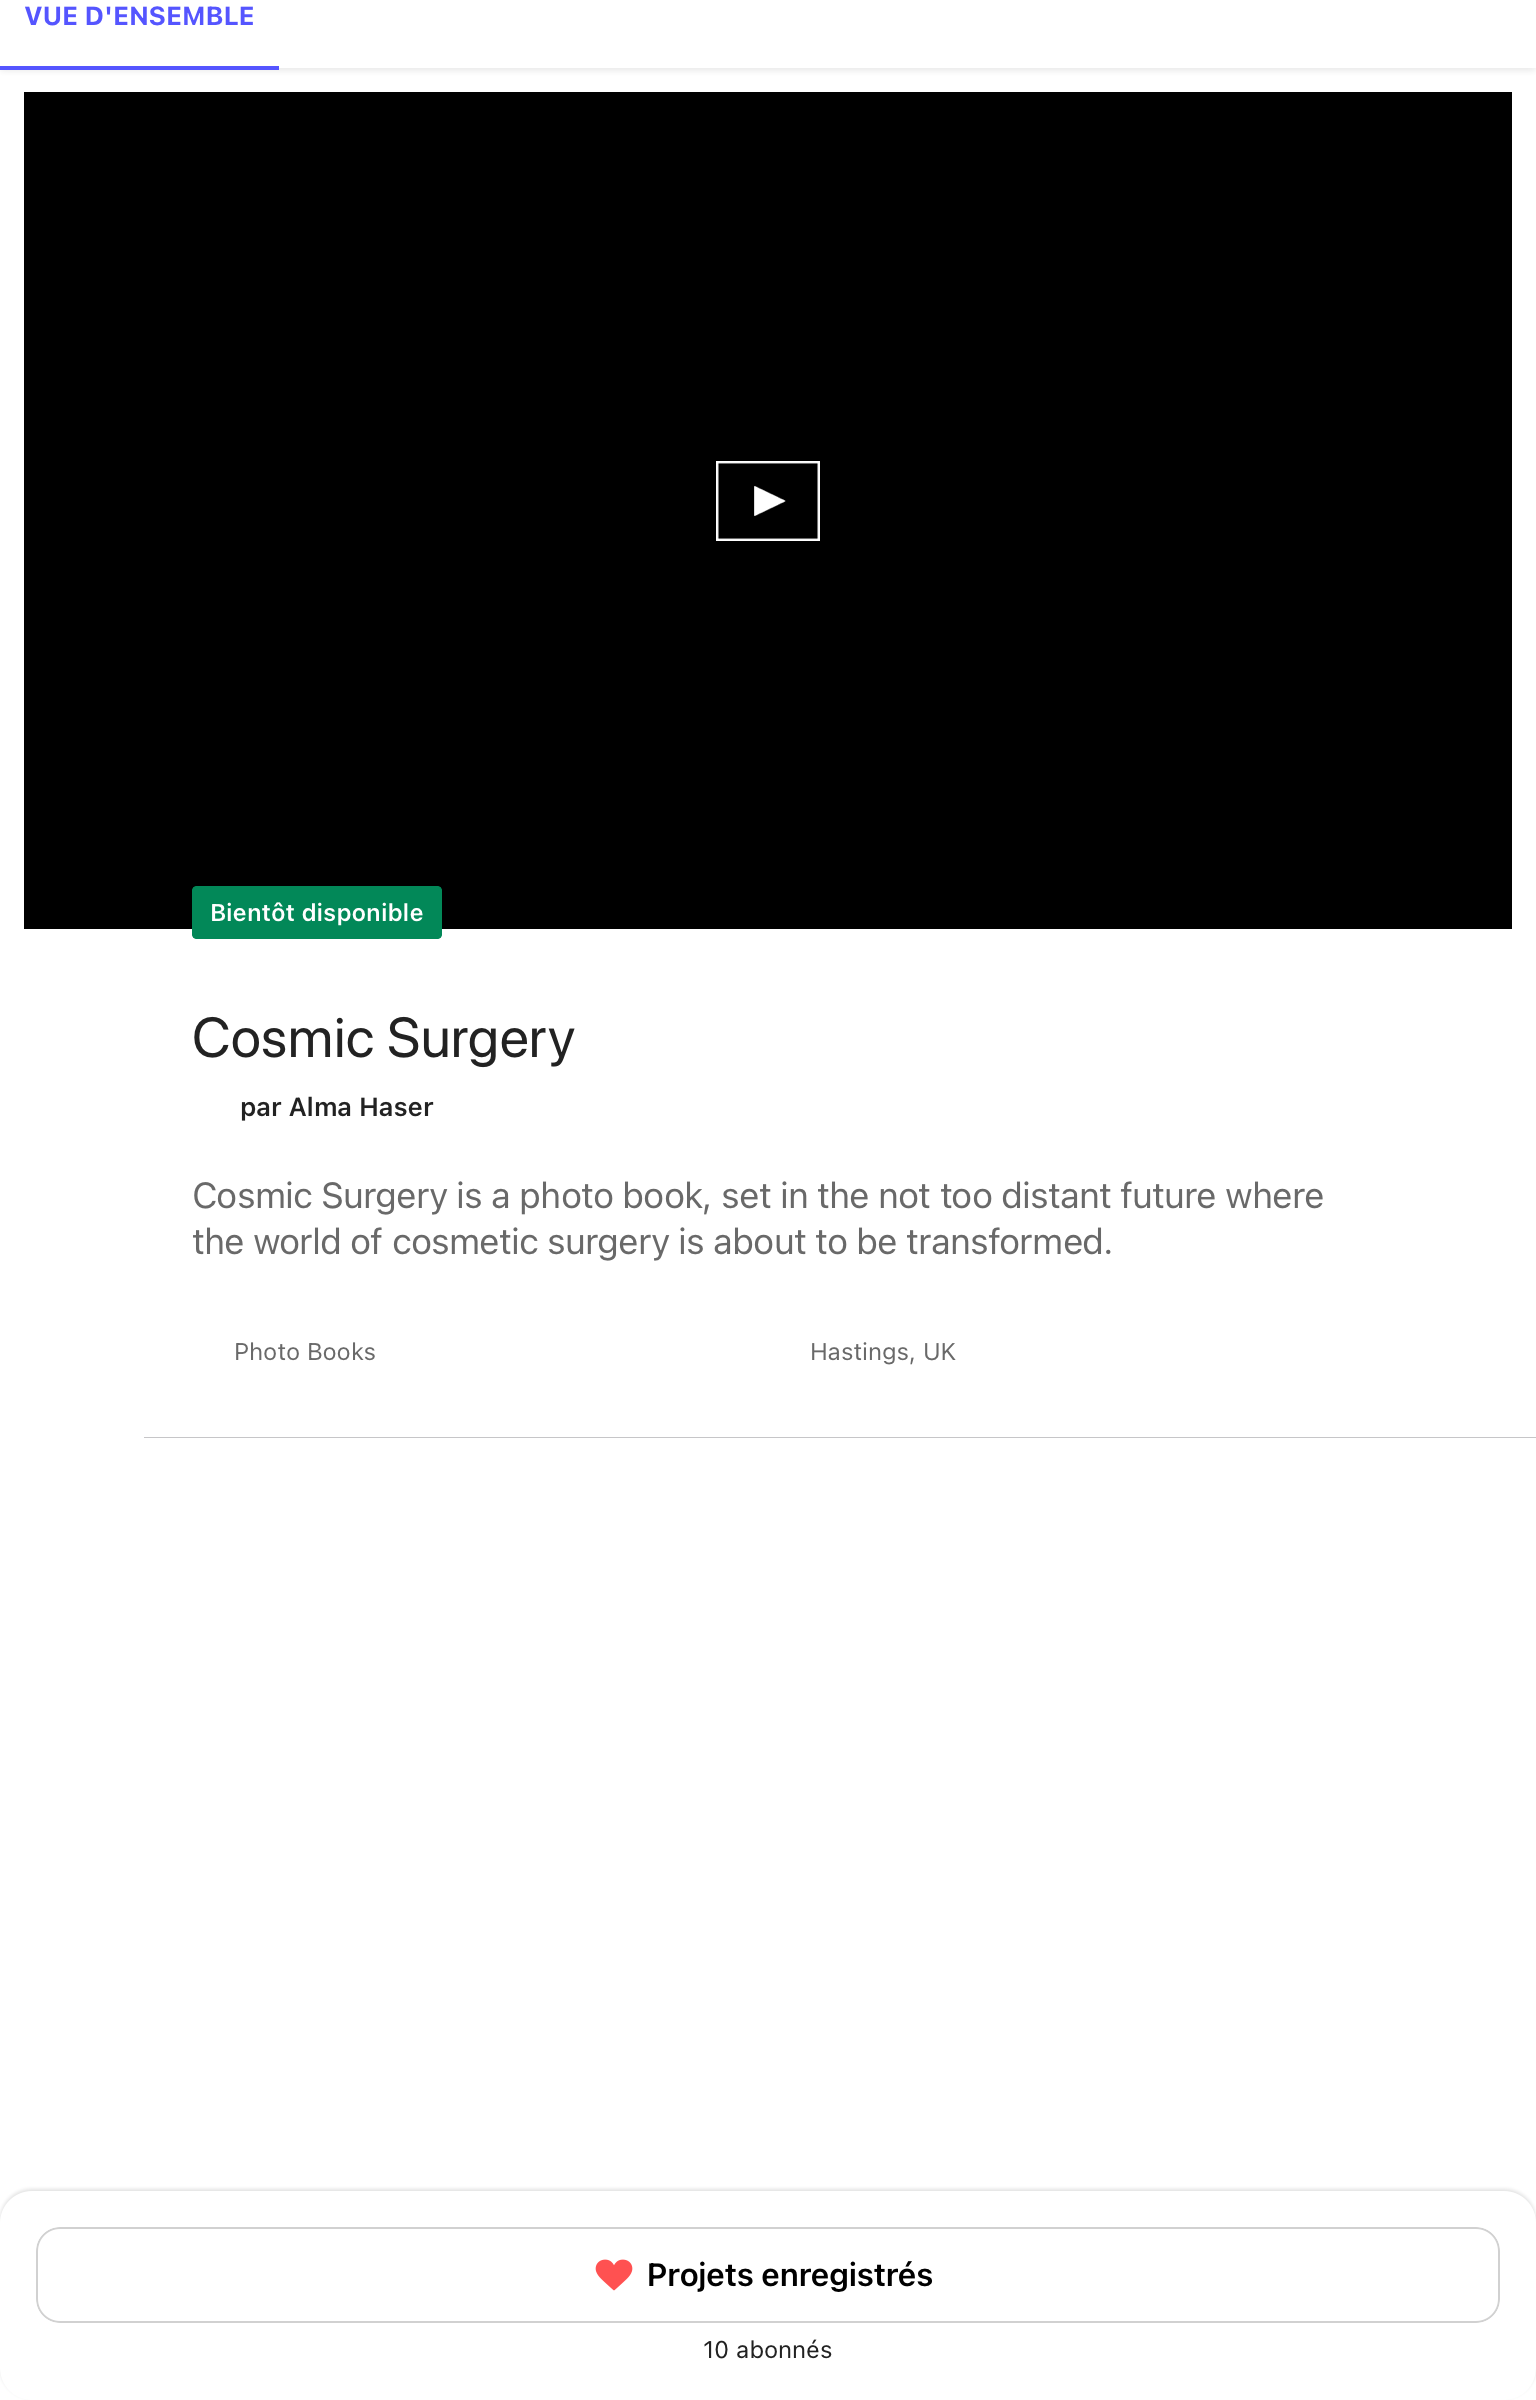 VUE D'ENSEMBLE
Bientôt disponible
Cosmic Surgery
par Alma Haser
Cosmic Surgery is a photo book, set in the not too distant future where
the world of cosmetic surgery is about to be transformed.
Photo Books
Hastings, UK
Projets enregistrés
10 abonnés